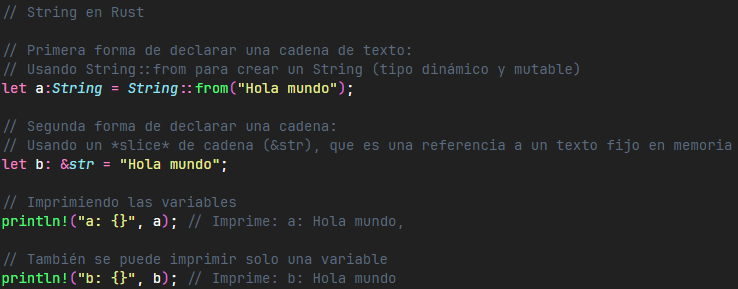 // String en Rust
// Primera forma de declarar una cadena de texto:
// Usando String::from para crear un String (tipo dinámico y mutable)
let a:String = String::from("Hola mundo");
// Segunda forma de declarar una cadena:
// Usando un *slice* de cadena (&str), que es una referencia a un texto fijo en memoria
let b: &str = "Hola mundo";
// Imprimiendo las variables
println!("a: {}", a); // Imprime: a: Hola mundo,
// También se puede imprimir solo una variable
println!("b: {}", b); // Imprime: b: Hola mundo